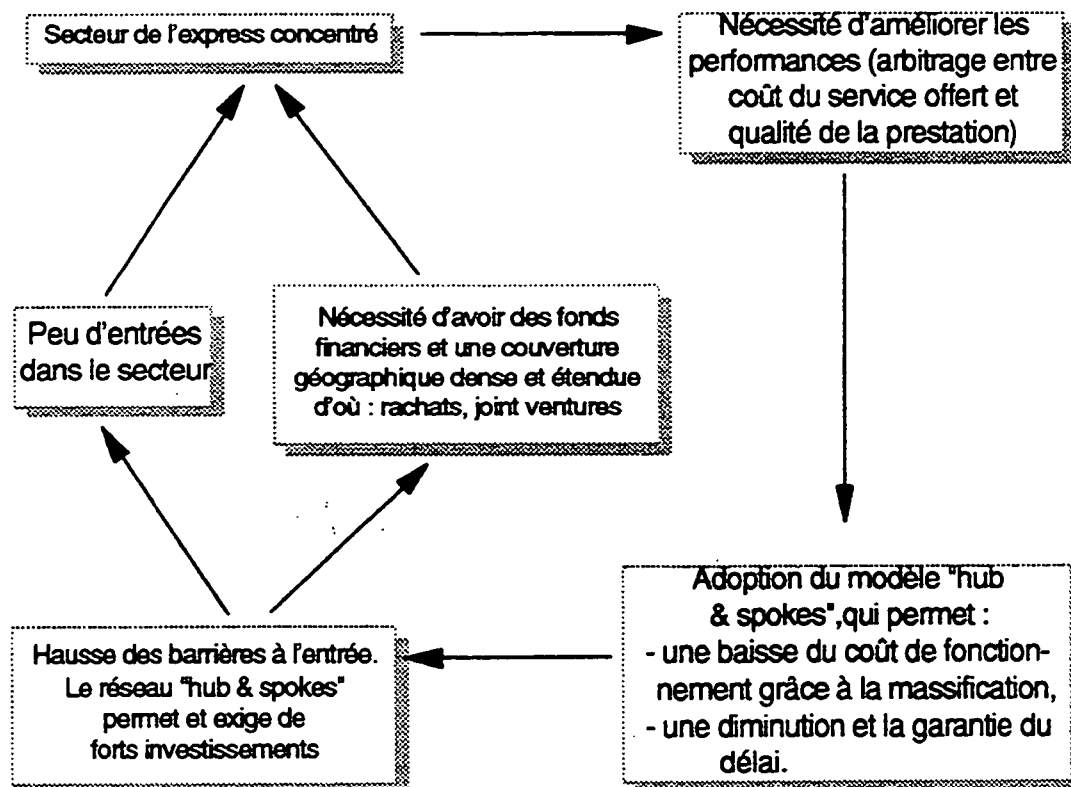 Secteur de l'express concentré
Nécessité d'améliorer les
performances (arbitrage entre
coût du service offert et
qualité de la prestation)
Peu d'entrées
dans le secteur
Nécessité d'avoir des fonds
financiers et une couverture
géographique dense et étendue
d'où : rachats, joint ventures
Hausse des barrières à l'entrée.
Le réseau "hub & spokes"
permet et exige de
forts investissements
Adoption du modèle "hub
& spokes",qui permet :
- une baisse du coût de fonction-
nement grâce à la massification,
- une diminution et la garantie du
délai.